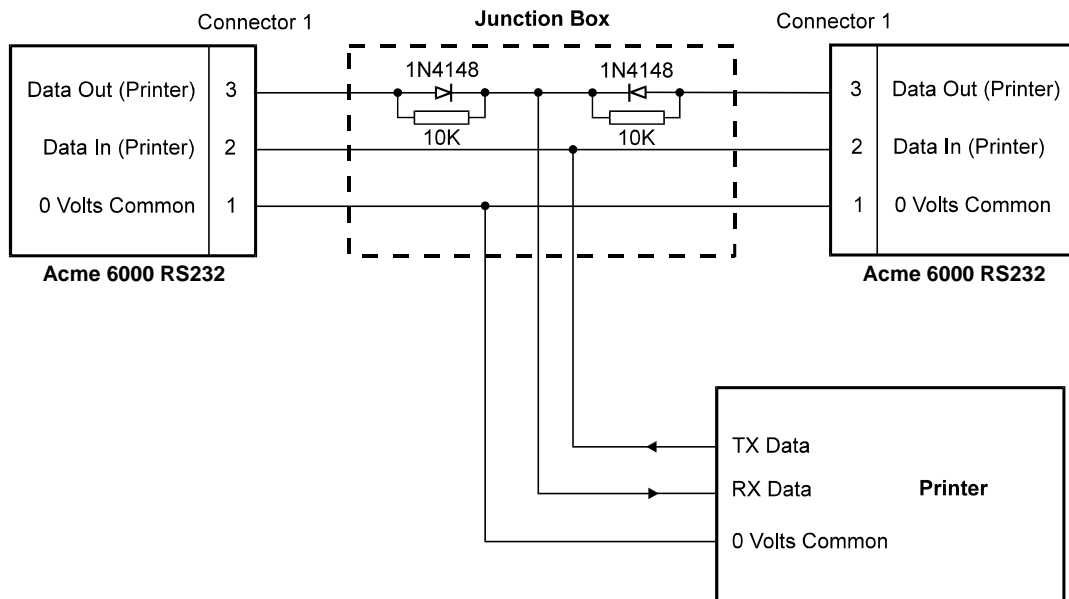 Connector 1
Junction Box
Connector 1
Data Out (Printer) 3
1N4148
1N4148
3 Data Out (Printer)
10K
10K
Data In (Printer) 2
2 Data In (Printer)
0 Volts Common 1
1 0 Volts Common
Acme 6000 RS232
Acme 6000 RS232
TX Data
RX Data
Printer
0 Volts Common